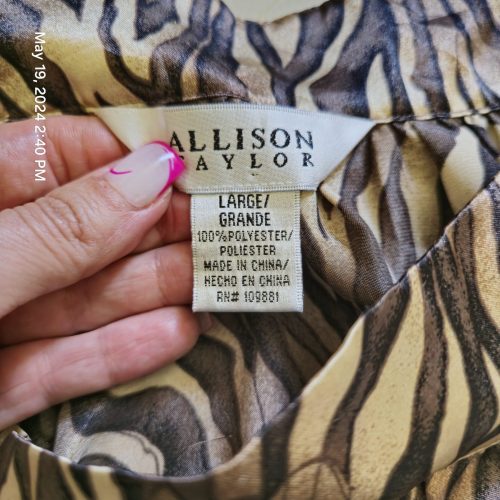 May 19, 2024 2:40 PM
ALLISON
TAYLOR
LARGE/
GRANDE
100%POLYESTER/
POLIESTER
MADE IN CHINA/
HECHO EN CHINA
RN# 109881